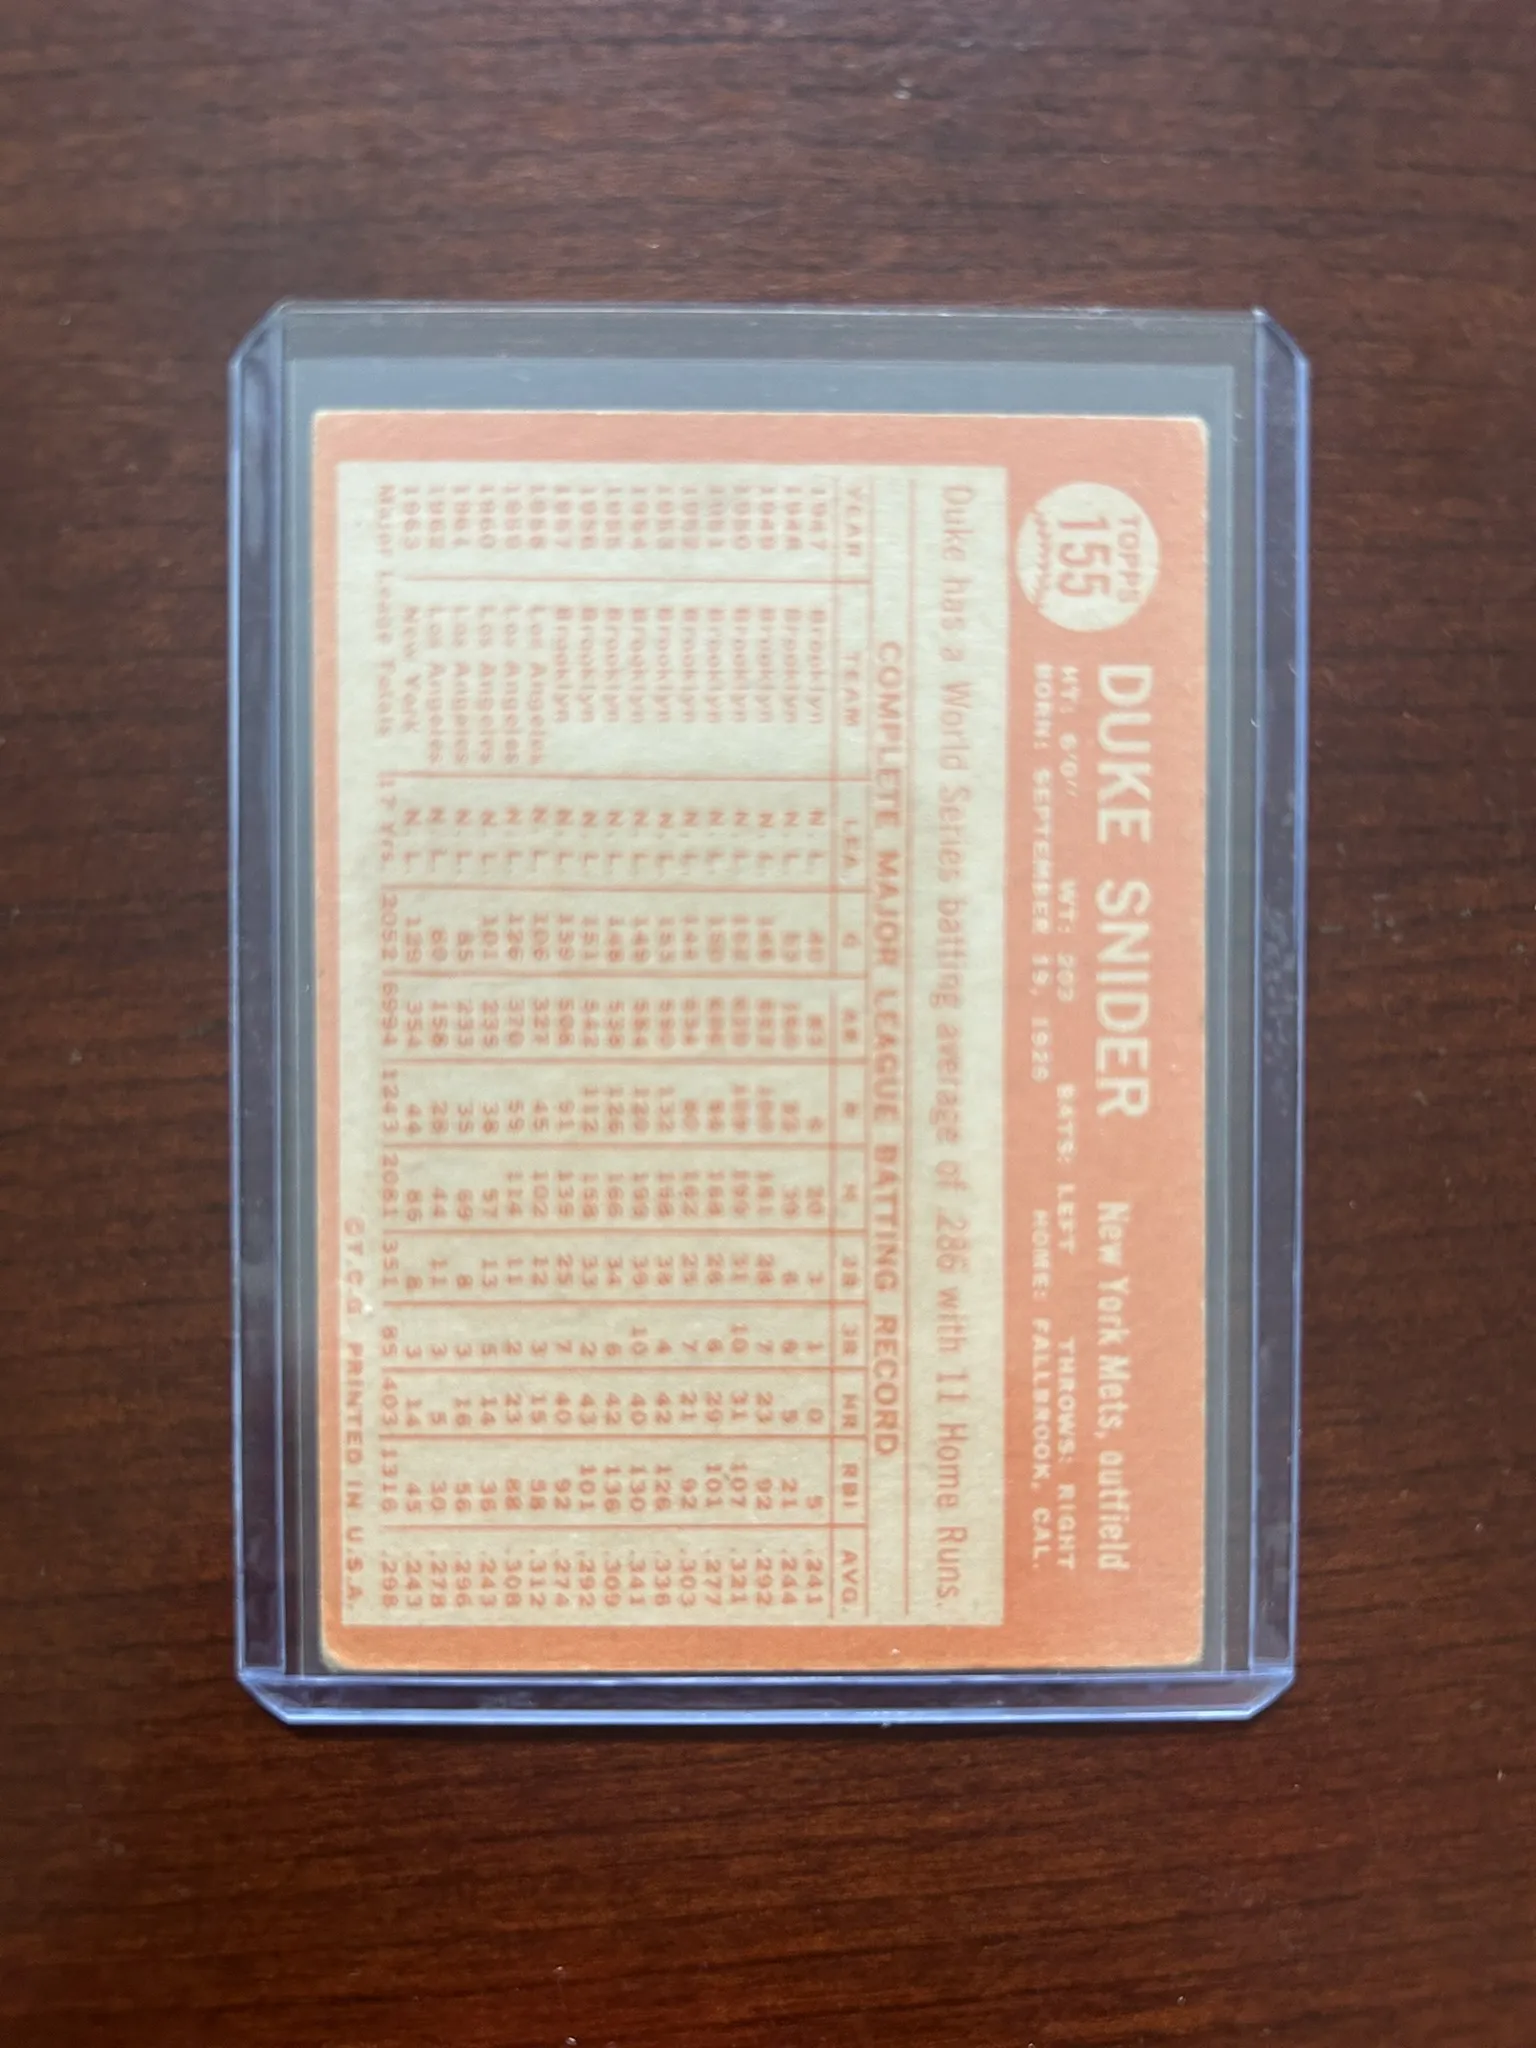 TOPPS
155
DUKE SNIDER New York Mets, outfield
HT: 6'0" WT: 202 BATS: LEFT THROWS: RIGHT
BORN: SEPTEMBER 19, 1926 HOME: FALLBROOK, CAL.
Duke has a World Series batting average of .286 with 11 Home Runs.
COMPLETE MAJOR LEAGUE BATTING RECORD
YEAR TEAM LEA. G AB R H 2B 3B HR RBI AVG.
1947 Brooklyn N. L. 40 83 6 20 3 1 0 5 .241
1948 Brooklyn N. L. 53 160 22 39 6 6 5 21 .244
1949 Brooklyn N. L. 146 552 100 161 28 7 23 92 .292
1950 Brooklyn N. L. 152 620 109 199 31 10 31 107 .321
1951 Brooklyn N. L. 150 606 96 168 26 6 29 101 .277
1952 Brooklyn N. L. 144 534 80 162 25 7 21 92 .303
1953 Brooklyn N. L. 153 590 132 198 38 4 42 126 .336
1954 Brooklyn N. L. 149 584 120 199 39 10 40 130 .341
1955 Brooklyn N. L. 148 538 126 166 34 6 42 136 .309
1956 Brooklyn N. L. 151 542 112 158 33 2 43 101 .292
1957 Brooklyn N. L. 139 508 91 139 25 7 40 92 .274
1958 Los Angeles N. L. 106 327 45 102 12 3 15 58 .312
1959 Los Angeles N. L. 126 370 59 114 11 2 23 88 .308
1960 Los Angeles N. L. 101 235 38 57 13 5 14 36 .243
1961 Los Angeles N. L. 85 233 35 69 8 3 16 56 .296
1962 Los Angeles N. L. 80 158 28 44 11 3 5 30 .278
1963 New York N. L. 129 354 44 86 8 3 14 45 .243
Major League Totals 17 Yrs. 2052 6994 1243 2081 351 85 403 1316 .298
©T.C.G. PRINTED IN U.S.A.